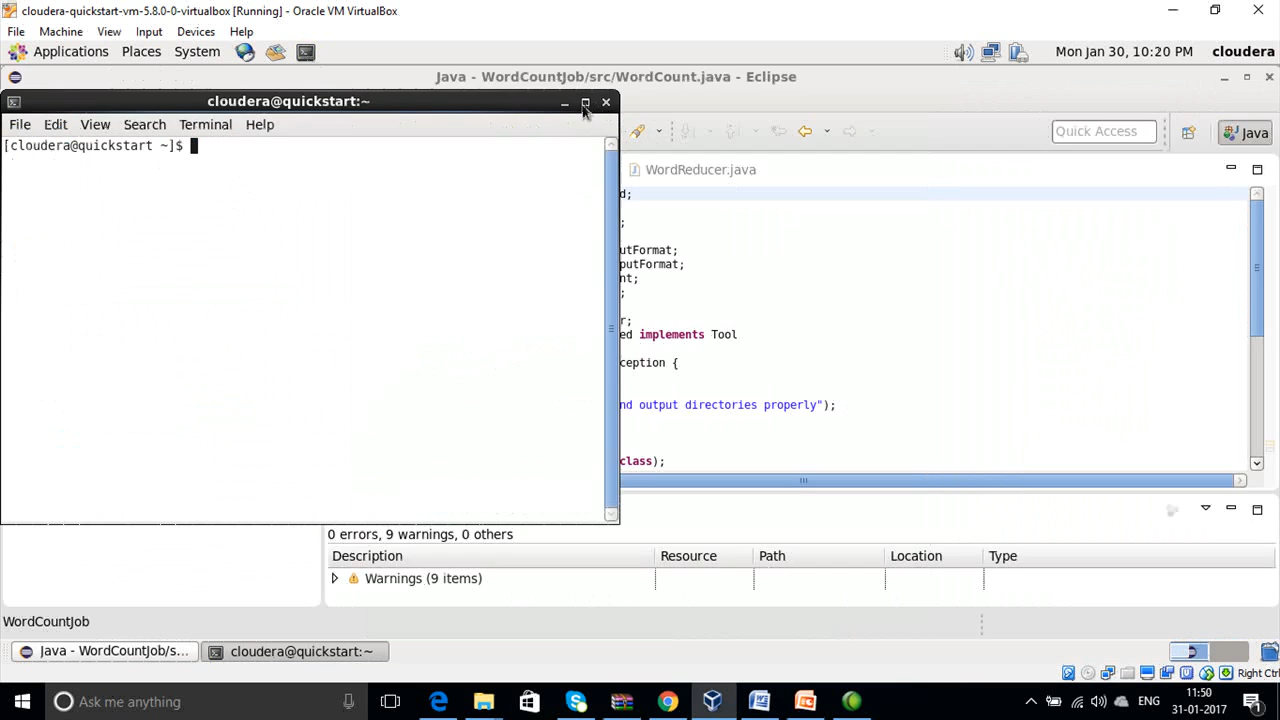 cloudera-quickstart-vm-5.8.0-0-virtualbox [Running] - Oracle VM VirtualBox
File Machine View Input Devices Help
Applications Places System Mon Jan 30, 10:20 PM cloudera
Java - WordCountJob/src/WordCount.java - Eclipse
cloudera@quickstart:~
File Edit View Search Terminal Help
Quick Access Java
[cloudera@quickstart ~]$
WordReducer.java
d;
;
utFormat;
putFormat;
nt;
;
r;
ed implements Tool
ception {
nd output directories properly");
class);
0 errors, 9 warnings, 0 others
Description Resource Path Location Type
Warnings (9 items)
WordCountJob
Java - WordCountJob/s... cloudera@quickstart:~
Right Ctrl
Ask me anything ENG 11:50
31-01-2017
1